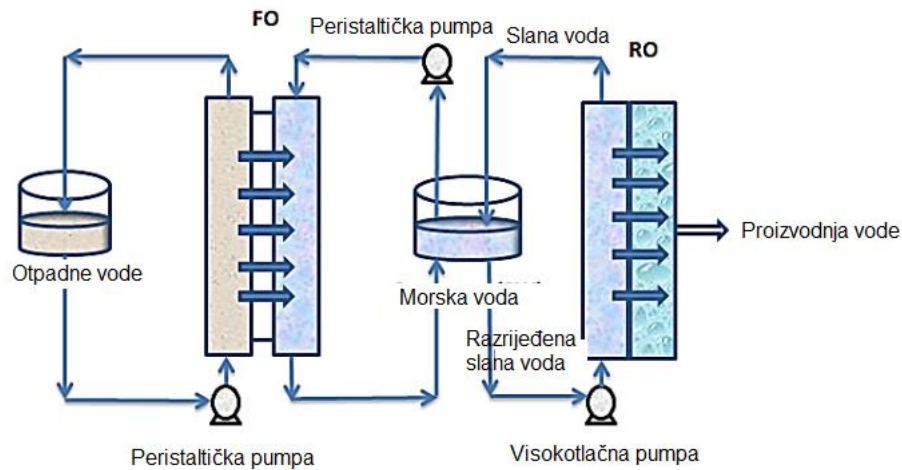 FO
Peristaltička pumpa
Slana voda
RO
Otpadne vode
Morska voda
Proizvodnja vode
Razrijeđena
slana voda
Peristaltička pumpa
Visokotlačna pumpa